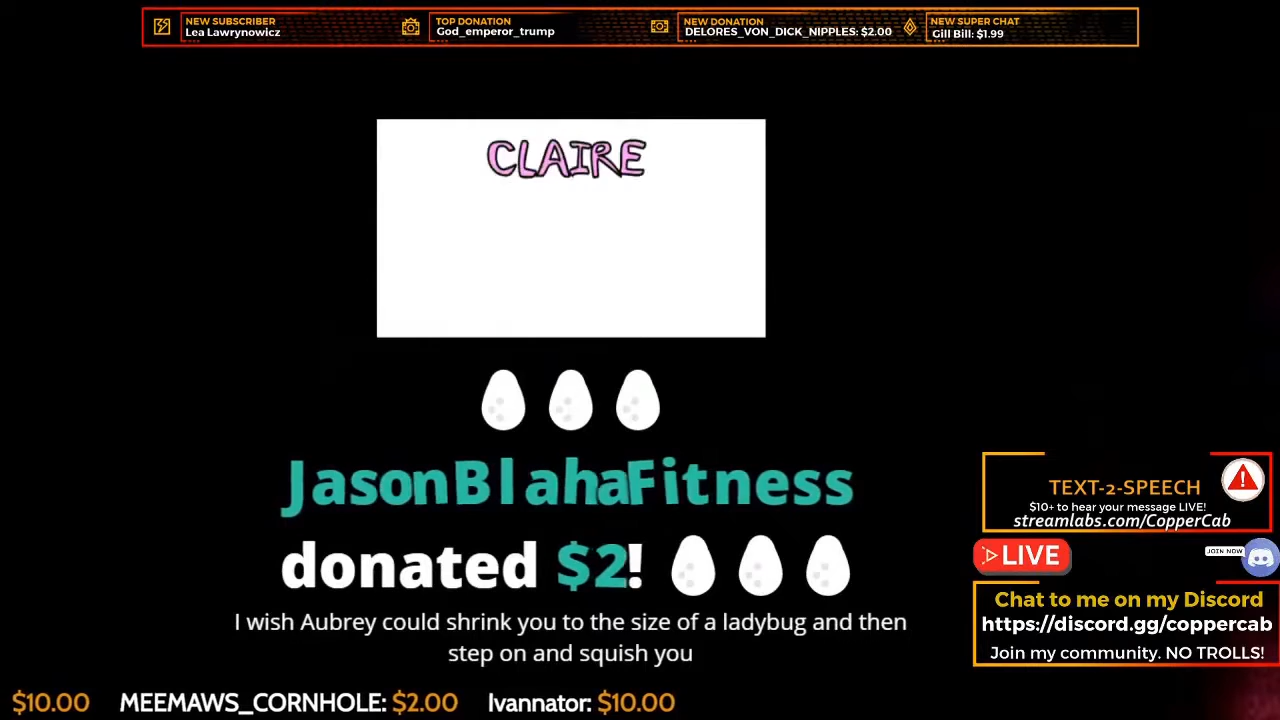 NEW SUBSCRIBER
Lea Lawrynowicz
TOP DONATION
God_emperor_trump
NEW DONATION
DELORES_VON_DICK_NIPPLES: $2.00
NEW SUPER CHAT
Gill Bill: $1.99
CLAIRE
JasonBlahaFitness
donated $2!
I wish Aubrey could shrink you to the size of a ladybug and then
step on and squish you
TEXT-2-SPEECH
$10+ to hear your message LIVE!
streamlabs.com/CopperCab
LIVE
JOIN NOW
Chat to me on my Discord
https://discord.gg/coppercab
Join my community. NO TROLLS!
$10.00 MEEMAWS_CORNHOLE: $2.00 Ivannator: $10.00